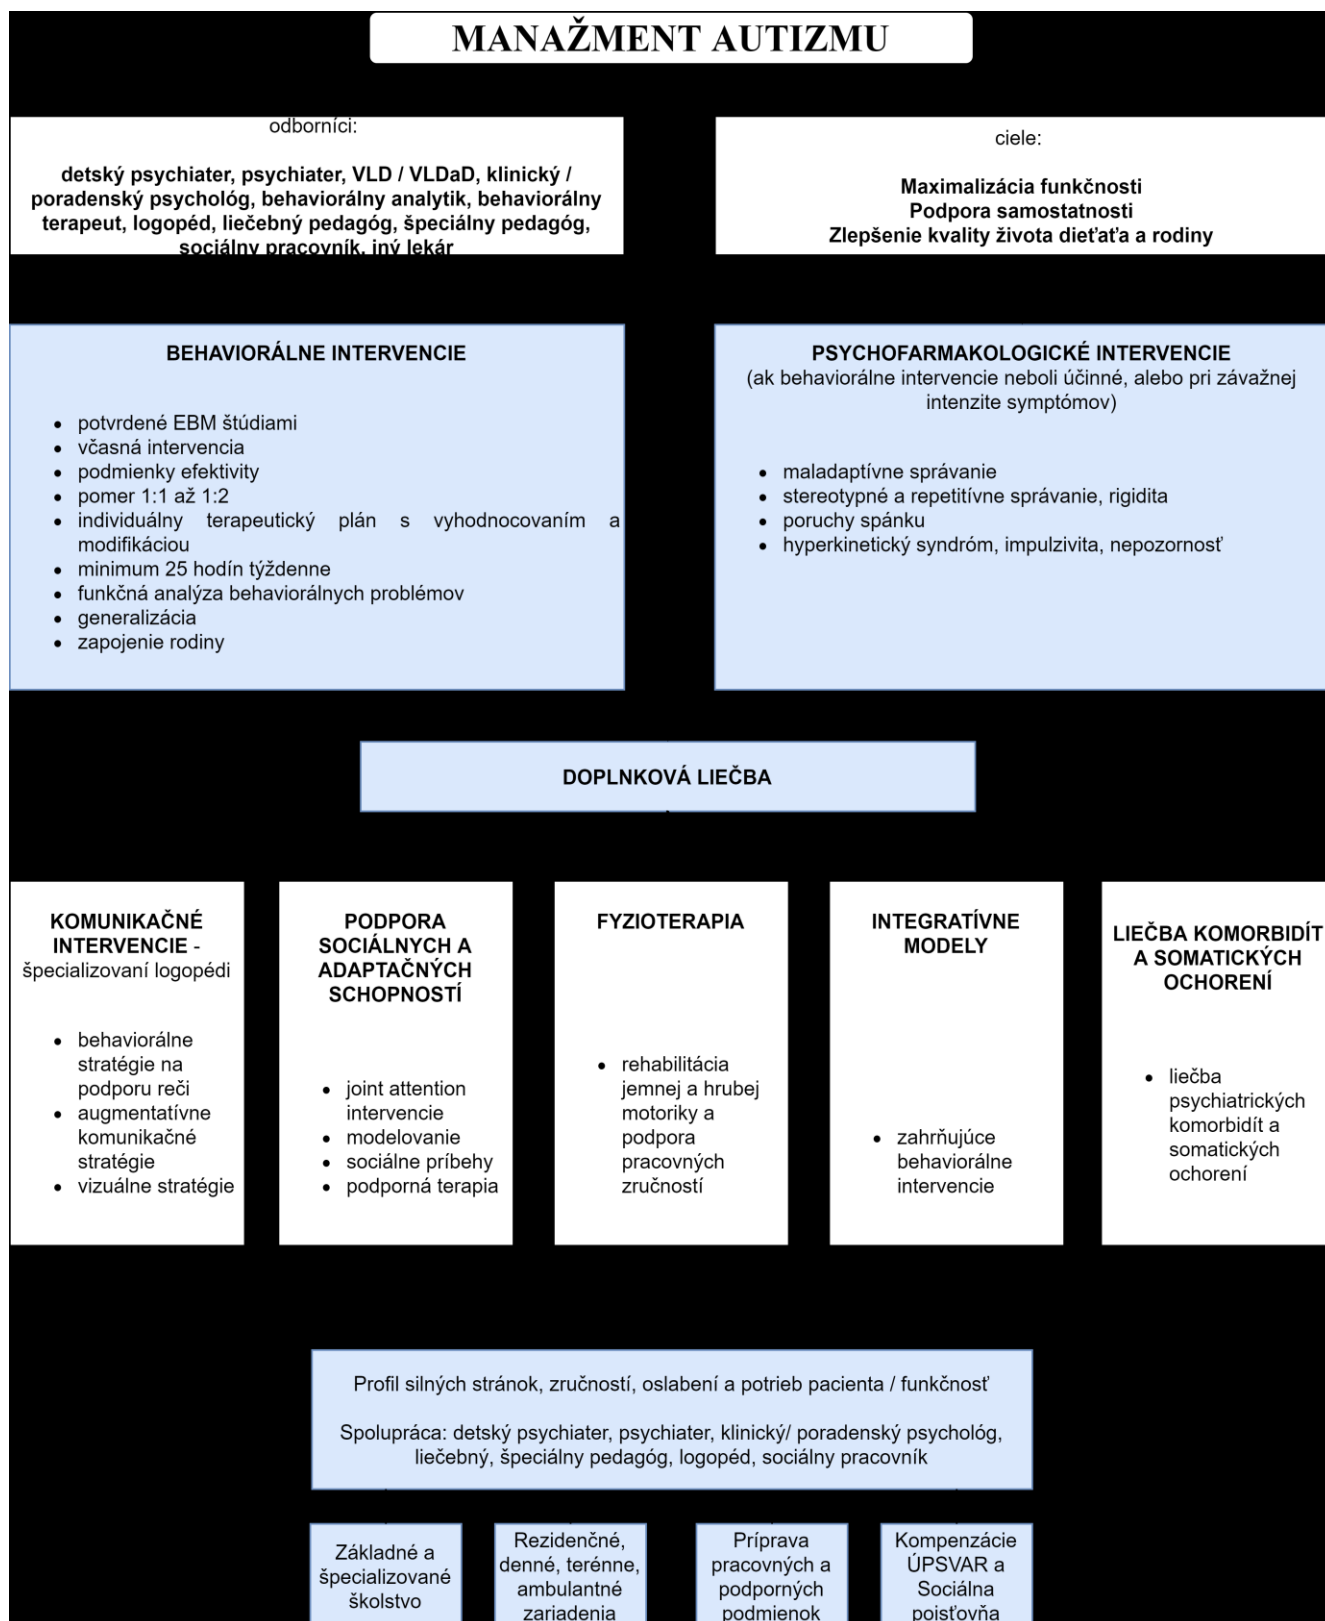 MANAŽMENT AUTIZMU
odborníci:
detský psychiater, psychiater, VLD / VLDaD, klinický /
poradenský psychológ, behaviorálny analytik, behaviorálny
terapeut, logopéd, liečebný pedagóg, špeciálny pedagóg,
sociálny pracovník, iný lekár
ciele:
Maximalizácia funkčnosti
Podpora samostatnosti
Zlepšenie kvality života dieťaťa a rodiny
BEHAVIORÁLNE INTERVENCIE
• potvrdené EBM štúdiami
• včasná intervencia
• podmienky efektivity
• pomer 1:1 až 1:2
• individuálny terapeutický plán s vyhodnocovaním a
modifikáciou
• minimum 25 hodín týždenne
• funkčná analýza behaviorálnych problémov
• generalizácia
• zapojenie rodiny
PSYCHOFARMAKOLOGICKÉ INTERVENCIE
(ak behaviorálne intervencie neboli účinné, alebo pri závažnej
intenzite symptómov)
• maladaptívne správanie
• stereotypné a repetitívne správanie, rigidita
• poruchy spánku
• hyperkinetický syndróm, impulzivita, nepozornosť
DOPLNKOVÁ LIEČBA
KOMUNIKAČNÉ
INTERVENCIE -
špecializovaní logopédi
• behaviorálne
stratégie na
podporu reči
• augmentatívne
komunikačné
stratégie
• vizuálne stratégie
PODPORA
SOCIÁLNYCH A
ADAPTAČNÝCH
SCHOPNOSTÍ
• joint attention
intervencie
• modelovanie
• sociálne príbehy
• podporná terapia
FYZIOTERAPIA
• rehabilitácia
jemnej a hrubej
motoriky a
podpora
pracovných
zručností
INTEGRATÍVNE
MODELY
• zahrňujúce
behaviorálne
intervencie
LIEČBA KOMORBIDÍT
A SOMATICKÝCH
OCHORENÍ
• liečba
psychiatrických
komorbidít a
somatických
ochorení
Profil silných stránok, zručností, oslabení a potrieb pacienta / funkčnosť
Spolupráca: detský psychiater, psychiater, klinický/ poradenský psychológ,
liečebný, špeciálny pedagóg, logopéd, sociálny pracovník
Základné a
špecializované
školstvo
Rezidenčné,
denné, terénne,
ambulantné
zariadenia
Príprava
pracovných a
podporných
podmienok
Kompenzácie
ÚPSVAR a
Sociálna
poisťovňa